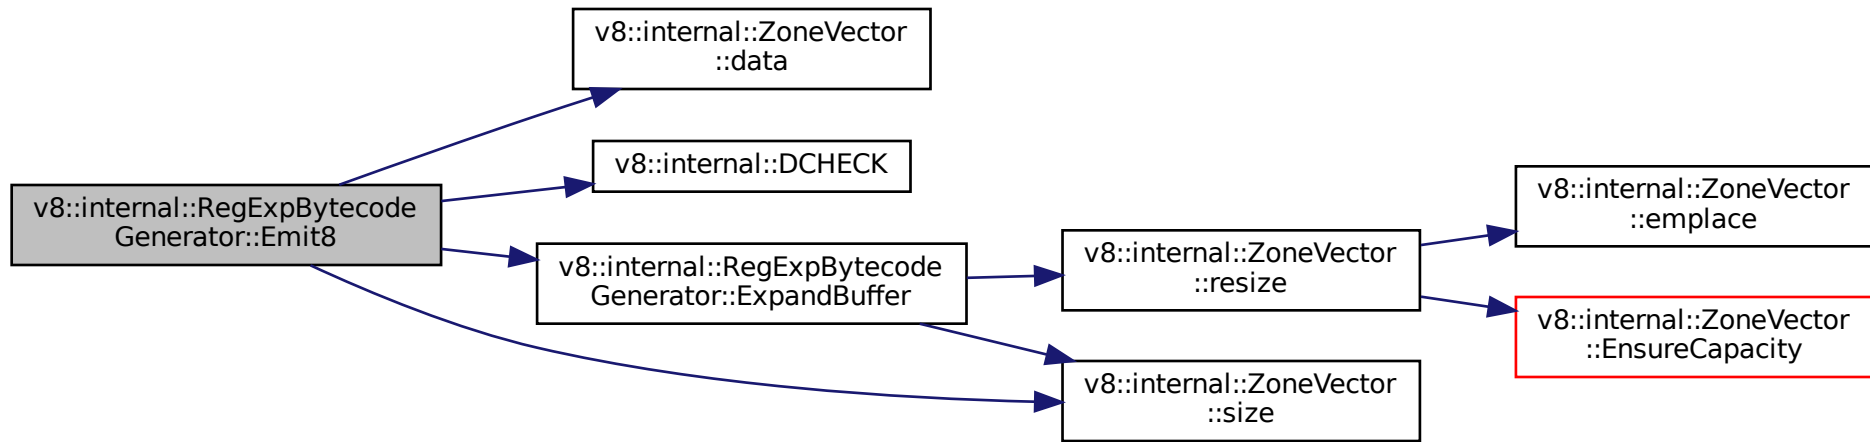 v8::internal::ZoneVector
::data
v8::internal::DCHECK
v8::internal::RegExpBytecode
Generator::Emit8
v8::internal::RegExpBytecode
Generator::ExpandBuffer
v8::internal::ZoneVector
::resize
v8::internal::ZoneVector
::size
v8::internal::ZoneVector
::emplace
v8::internal::ZoneVector
::EnsureCapacity